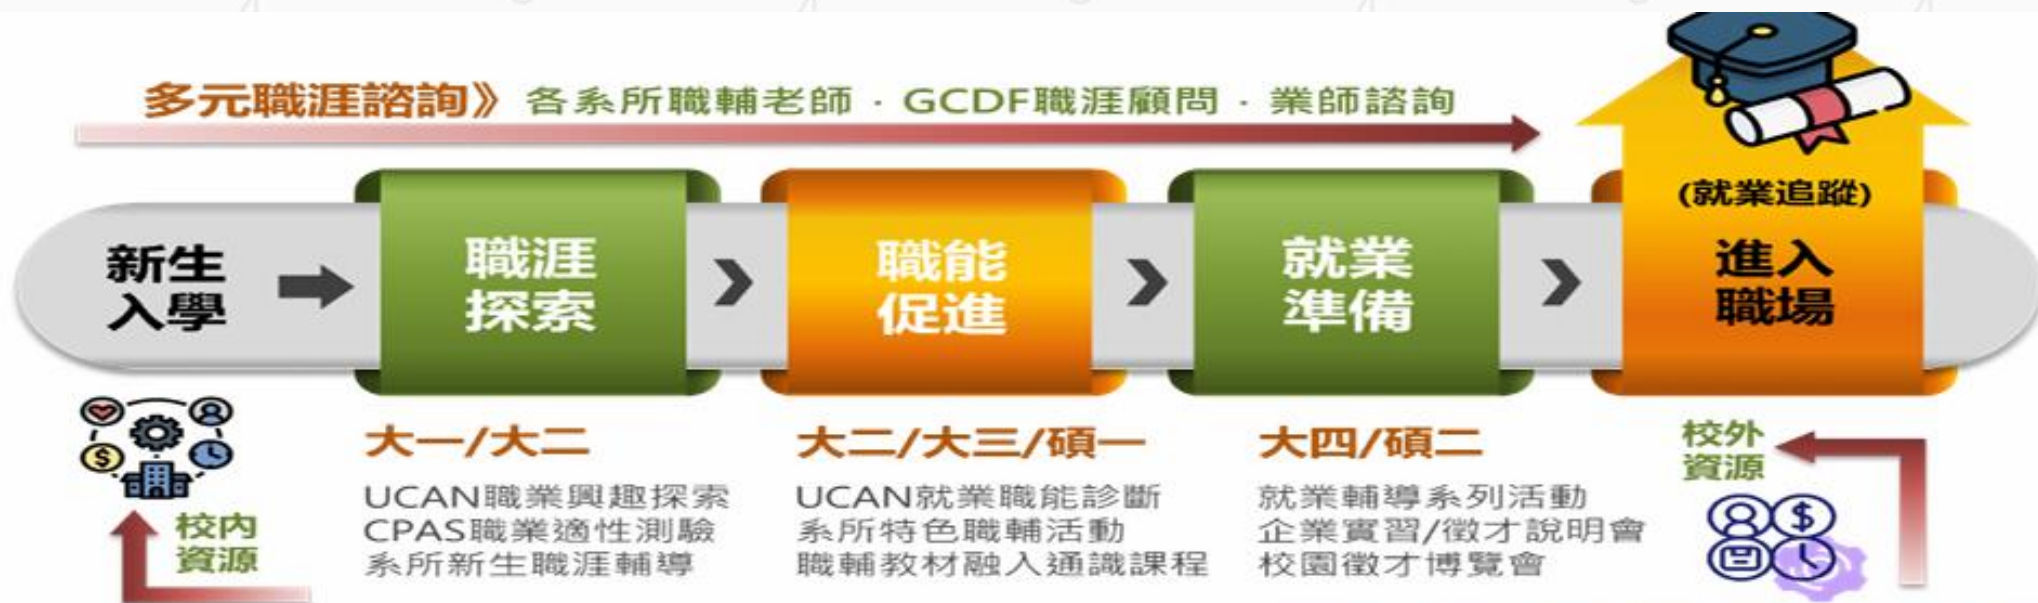 多元職涯諮詢》各系所職輔老師．GCDF職涯顧問．業師諮詢
新生
入學
職涯
探索
職能
促進
就業
準備
(就業追蹤)
進入
職場
校內
資源
大一/大二
UCAN職業興趣探索
CPAS職業適性測驗
系所新生職涯輔導
大二/大三/碩一
UCAN就業職能診斷
系所特色職輔活動
職輔教材融入通識課程
大四/碩二
就業輔導系列活動
企業實習/徵才說明會
校園徵才博覽會
校外
資源